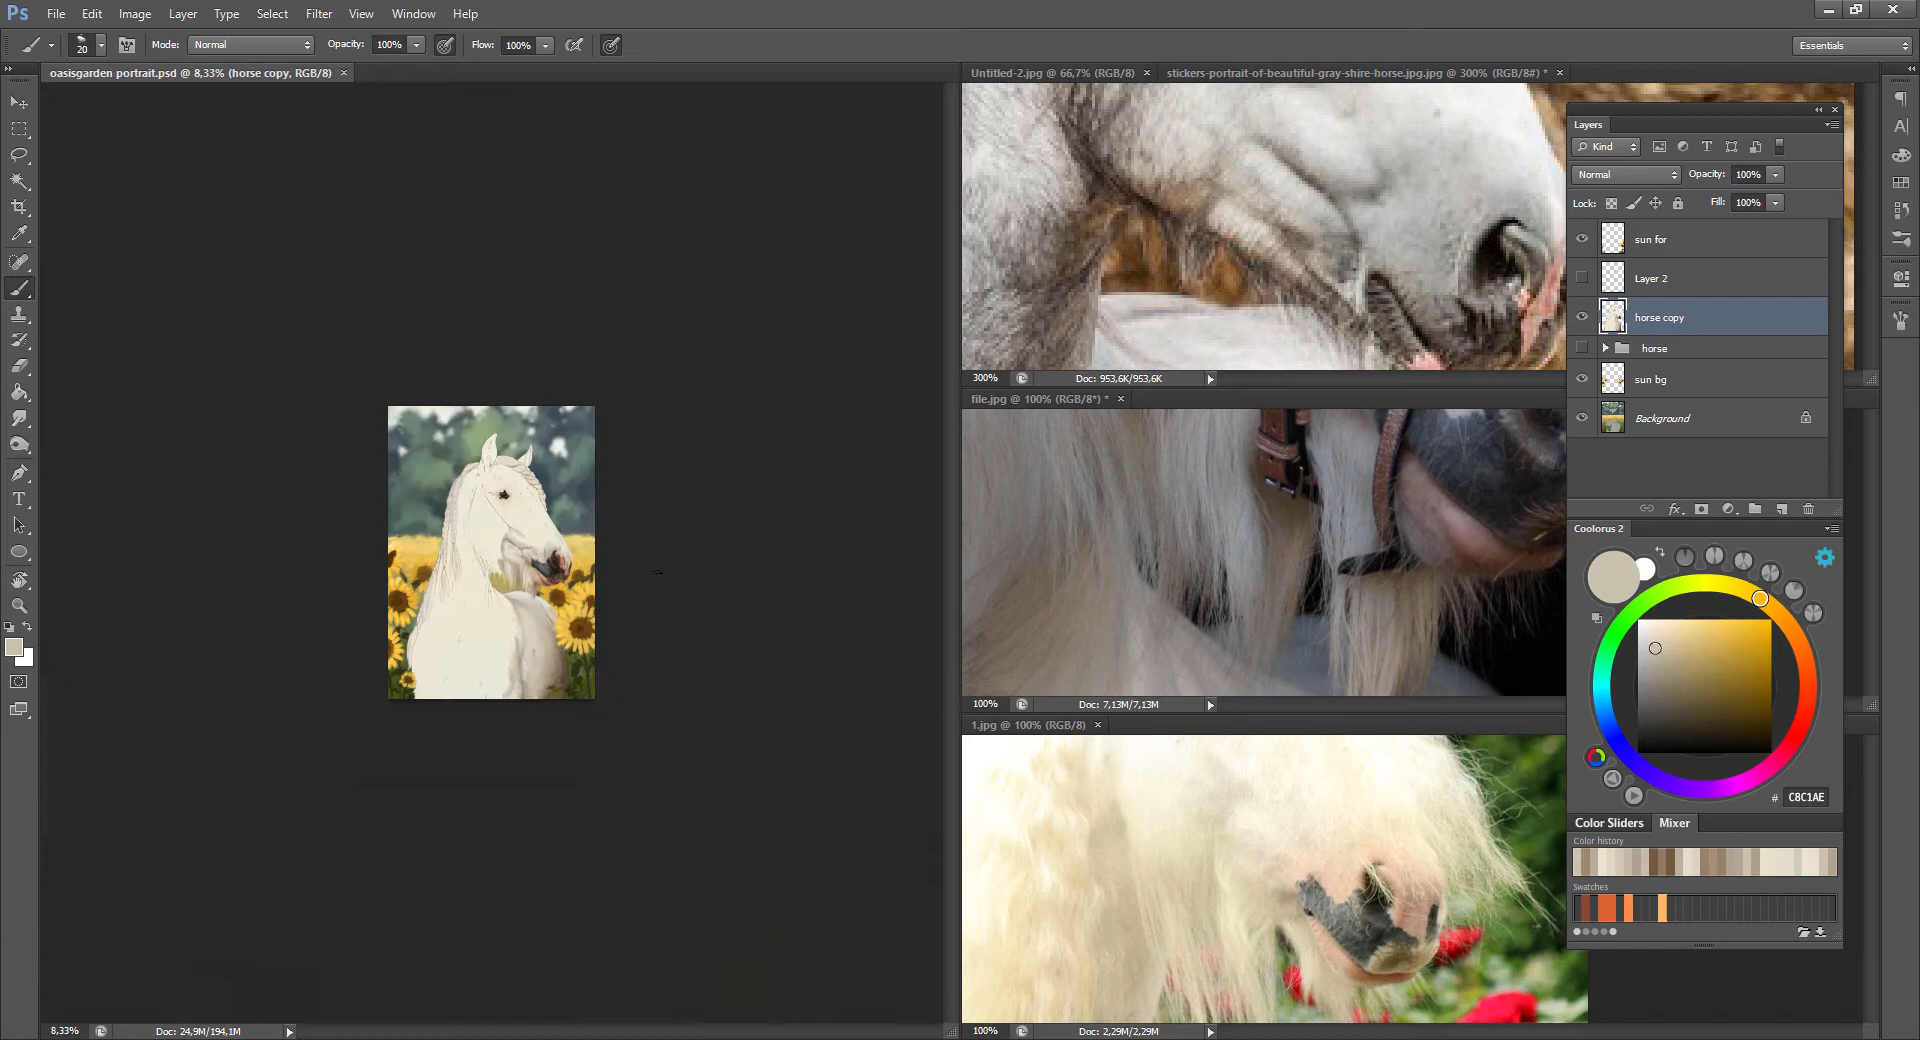 Ps File Edit Image Layer Type Select Filter View Window Help
20 Mode: Normal Opacity: 100% Flow: 100% Essentials
oasisgarden portrait.psd @ 8,33% (horse copy, RGB/8) ×
Untitled-2.jpg @ 66,7% (RGB/8) × stickers-portrait-of-beautiful-gray-shire-horse.jpg.jpg @ 300% (RGB/8#) * ×
300% Doc: 953,6K/953,6K
file.jpg @ 100% (RGB/8*) * ×
100% Doc: 7,13M/7,13M
1.jpg @ 100% (RGB/8) ×
100% Doc: 2,29M/2,29M
8,33% Doc: 24,9M/194,1M
Layers
Kind
Normal Opacity: 100%
Lock: Fill: 100%
sun for
Layer 2
horse copy
horse
sun bg
Background
fx
Coolorus 2
# C8C1AE
Color Sliders Mixer
Color history
Swatches